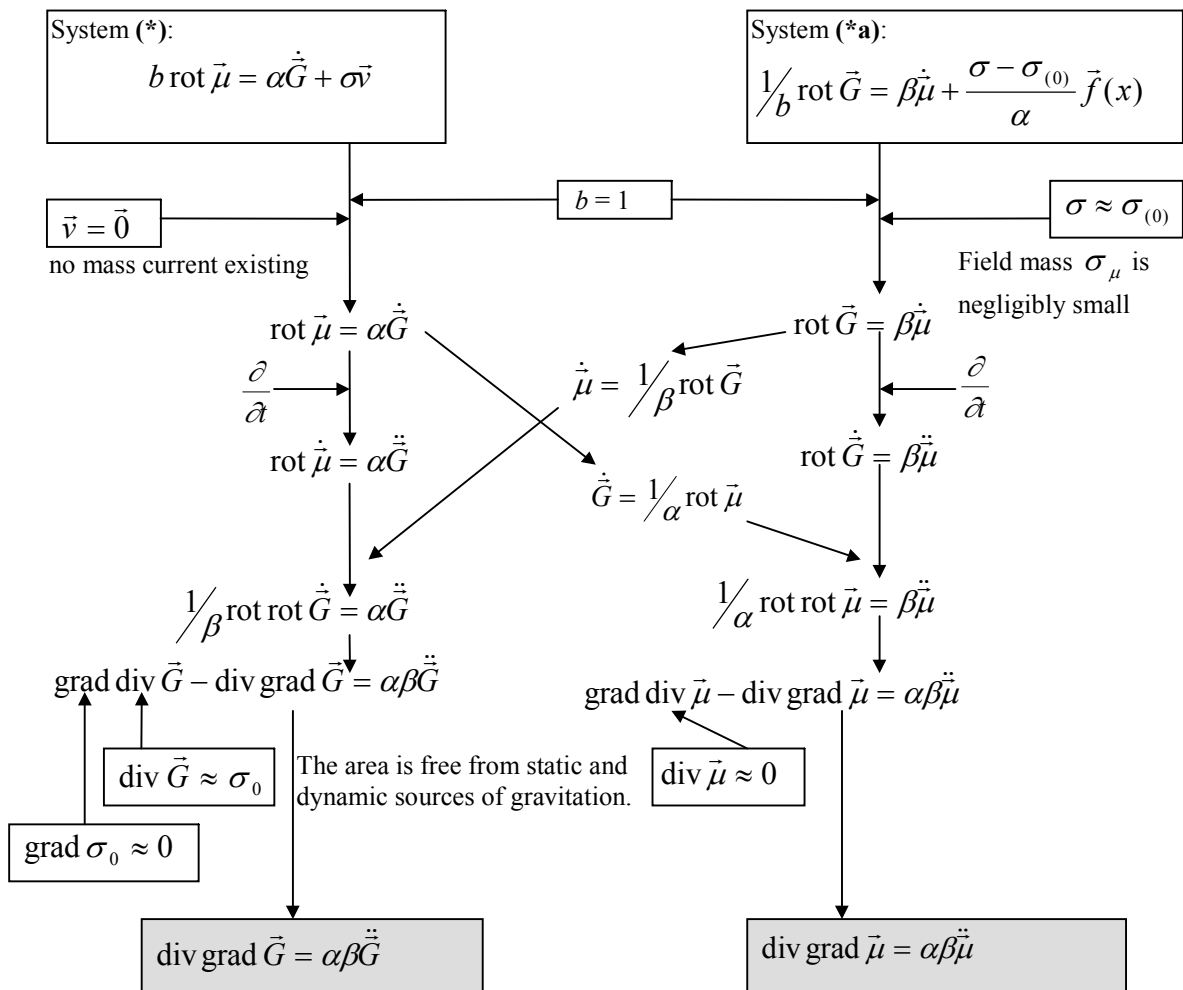 System (*):
b rot μ⃗ = αG⃗̇ + σv⃗
System (*a):
1/b rot G⃗ = βμ⃗̇ + (σ − σ₍₀₎)/α f⃗(x)
b = 1
v⃗ = 0⃗
no mass current existing
σ ≈ σ₍₀₎
Field mass σ_μ is
negligibly small
rot μ⃗ = αG⃗̇
rot G⃗ = βμ⃗̇
∂/∂t
μ⃗̇ = 1/β rot G⃗
∂/∂t
rot μ⃗̇ = αG⃗̈
rot G⃗̇ = βμ⃗̈
G⃗̇ = 1/α rot μ⃗
1/β rot rot G⃗̇ = αG⃗̈
1/α rot rot μ⃗ = βμ⃗̈
grad div G⃗ − div grad G⃗ = αβG⃗̈
grad div μ⃗ − div grad μ⃗ = αβμ⃗̈
div G⃗ ≈ σ₀
The area is free from static and
dynamic sources of gravitation.
div μ⃗ ≈ 0
grad σ₀ ≈ 0
div grad G⃗ = αβG⃗̈
div grad μ⃗ = αβμ⃗̈